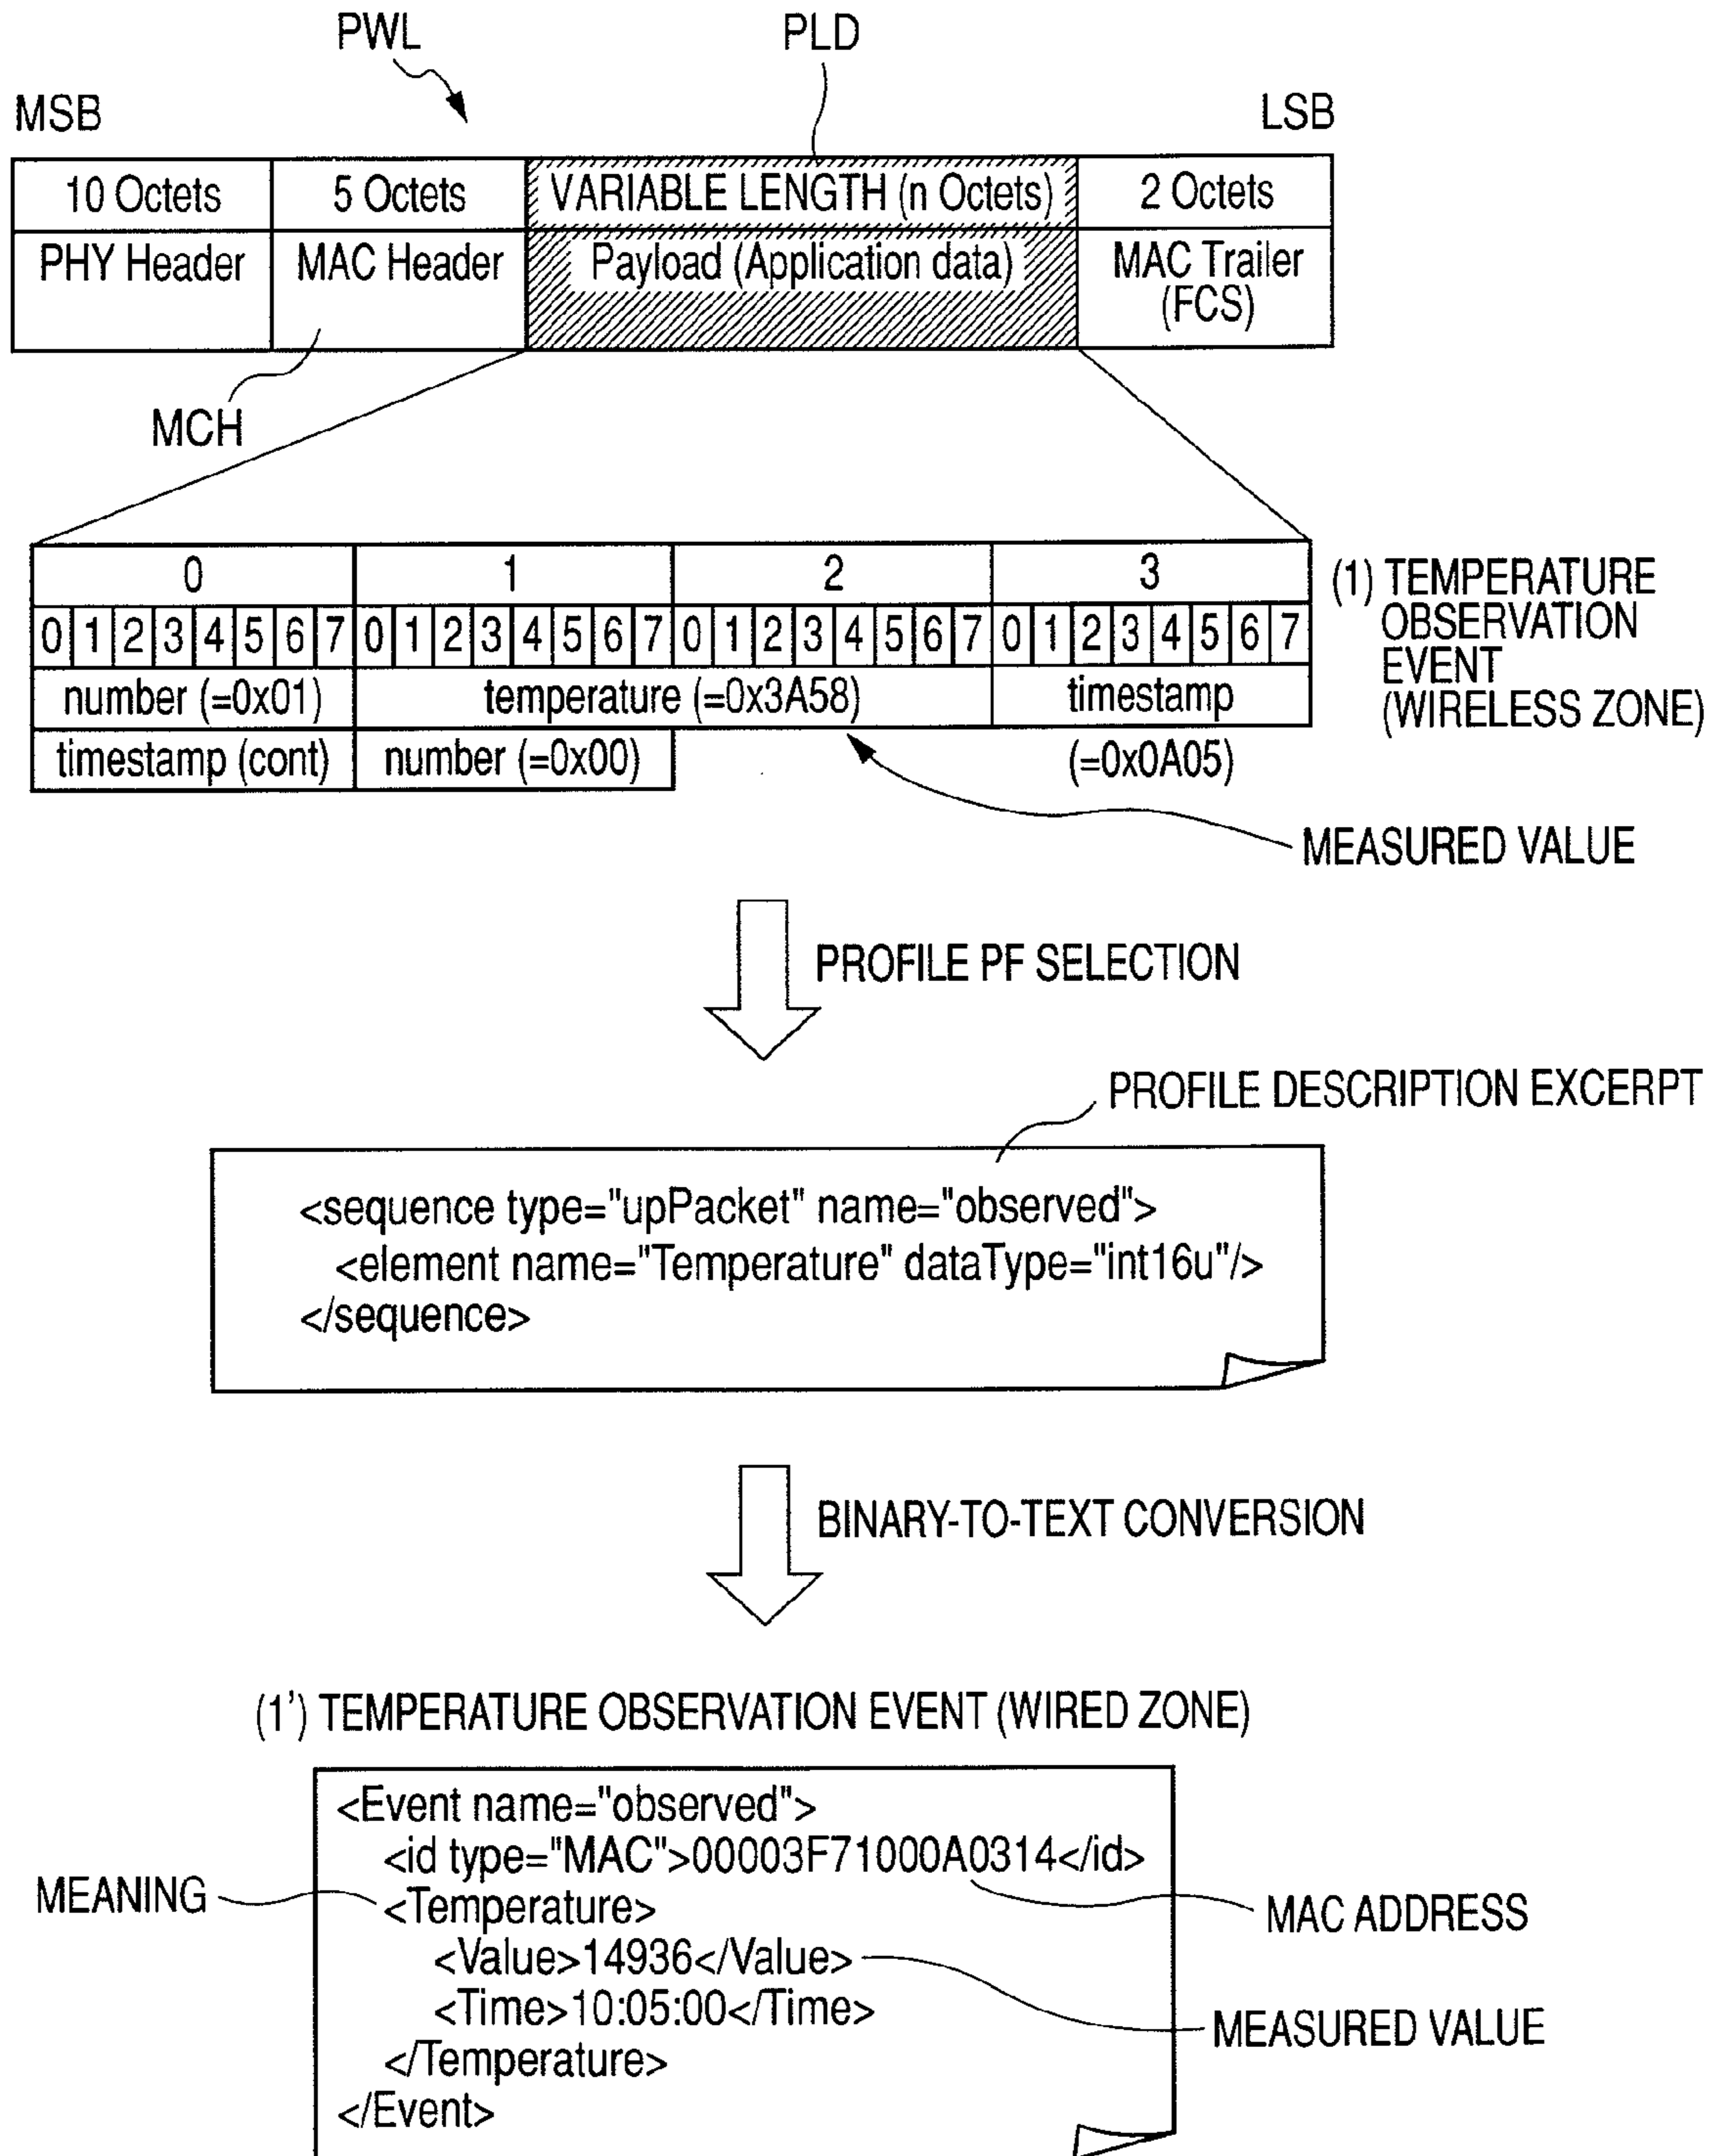 PWL
PLD
MSB
LSB
10 Octets
5 Octets
VARIABLE LENGTH (n Octets)
2 Octets
PHY Header
MAC Header
Payload (Application data)
MAC Trailer
(FCS)
MCH
0
1
2
3
0 1 2 3 4 5 6 7 0 1 2 3 4 5 6 7 0 1 2 3 4 5 6 7 0 1 2 3 4 5 6 7
number (=0x01)
temperature (=0x3A58)
timestamp
timestamp (cont)
number (=0x00)
(=0x0A05)
(1) TEMPERATURE
OBSERVATION
EVENT
(WIRELESS ZONE)
MEASURED VALUE
PROFILE PF SELECTION
PROFILE DESCRIPTION EXCERPT
<sequence type="upPacket" name="observed">
<element name="Temperature" dataType="int16u"/>
</sequence>
BINARY-TO-TEXT CONVERSION
(1') TEMPERATURE OBSERVATION EVENT (WIRED ZONE)
<Event name="observed">
<id type="MAC">00003F71000A0314</id>
MEANING
<Temperature>
MAC ADDRESS
<Value>14936</Value>
<Time>10:05:00</Time>
MEASURED VALUE
</Temperature>
</Event>